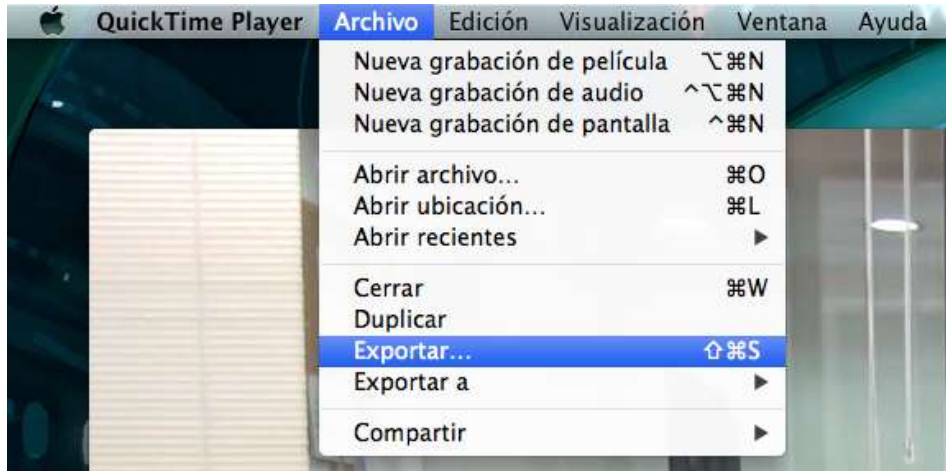 QuickTime Player Archivo Edición Visualización Ventana Ayuda
Nueva grabación de película ⌥⌘N
Nueva grabación de audio ^⌥⌘N
Nueva grabación de pantalla ^⌘N
Abrir archivo... ⌘O
Abrir ubicación... ⌘L
Abrir recientes ▶
Cerrar ⌘W
Duplicar
Exportar... ⇧⌘S
Exportar a ▶
Compartir ▶